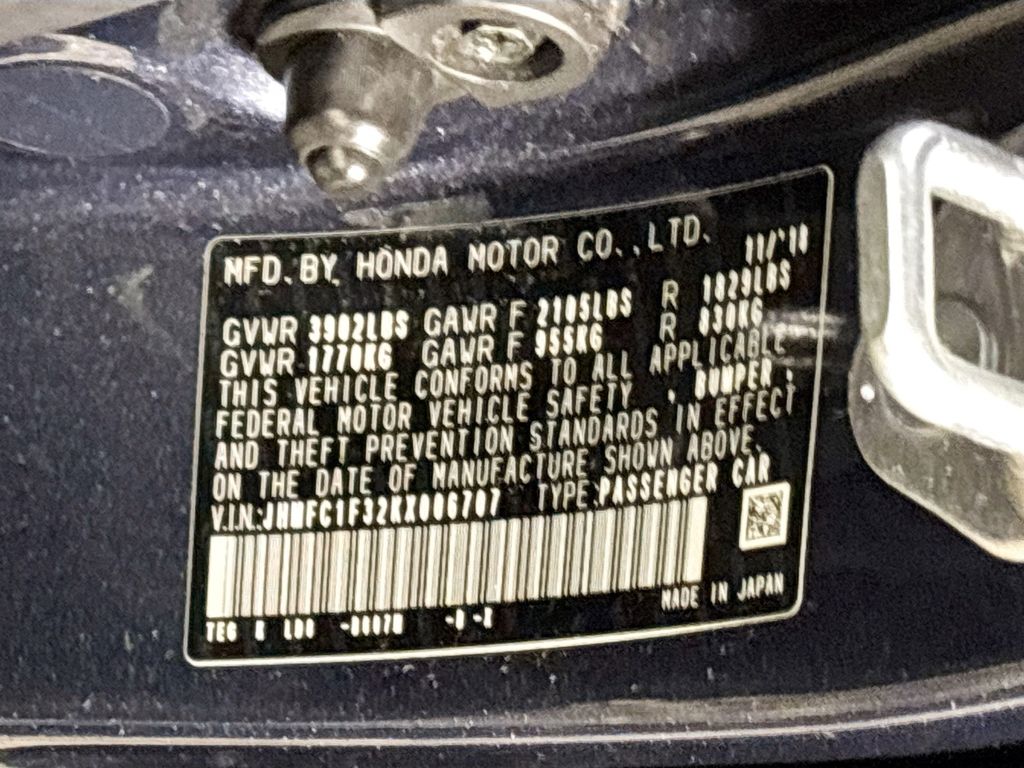 MFD. BY. HONDA MOTOR CO., LTD. 11/'18
GVWR 3902LBS GAWR F 2105LBS R 1829LBS
GVWR 1770KG GAWR F 955KG R 830KG
THIS VEHICLE CONFORMS TO ALL APPLICABLE
FEDERAL MOTOR VEHICLE SAFETY , BUMPER ,
AND THEFT PREVENTION STANDARDS IN EFFECT
ON THE DATE OF MANUFACTURE SHOWN ABOVE.
V.I.N.: TYPE:PASSENGER CAR
MADE IN JAPAN
TEG